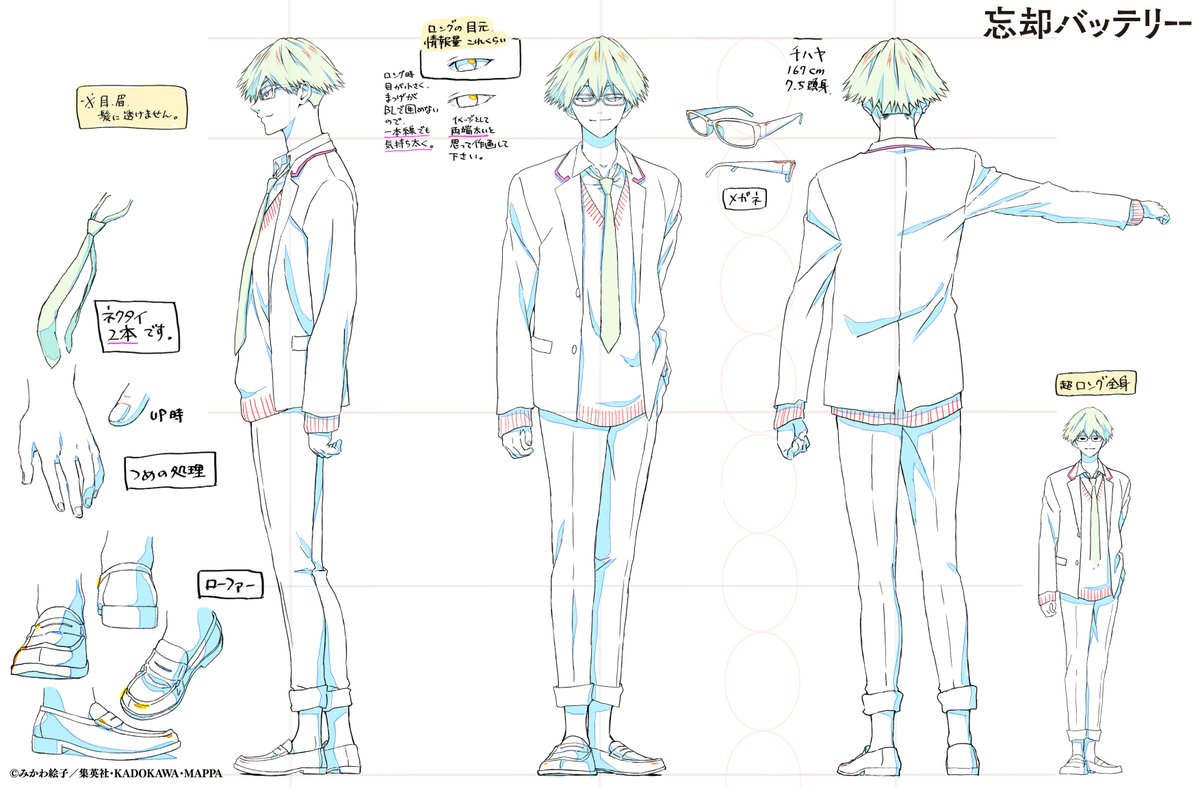 忘却バッテリー
※目、眉、
髪に透けません。
ロングの目元
情報量 これくらい
ロング時
目が小さく、
まつげが
BLで囲めない
ので、
一本線でも
気持ち太く。
イメージとして
両端太いと
思って作画して
下さい。
チハヤ
167cm
7.5頭身
メガネ
ネクタイ
2本です。
UP時
つめの処理
ローファー
超ロング全身
©みかわ絵子／集英社・KADOKAWA・MAPPA